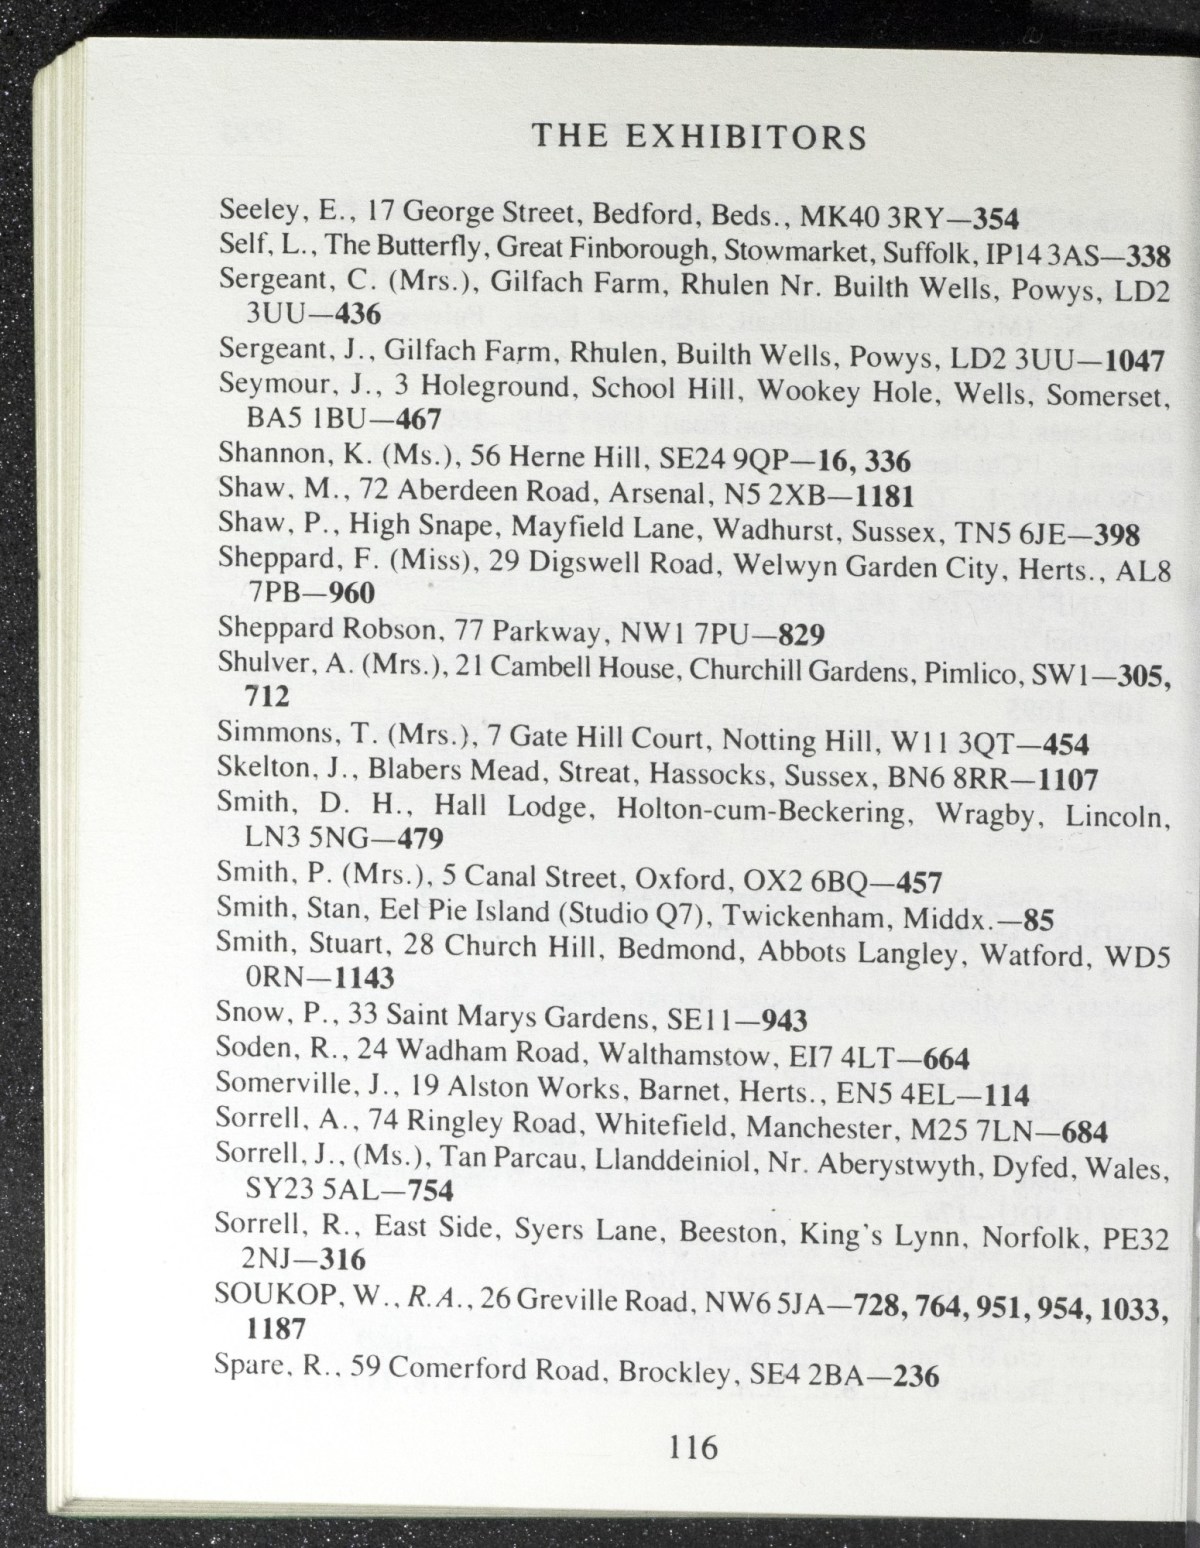 THE EXHIBITORS
Seeley, E., 17 George Street, Bedford, Beds., MK40 3RY—354
Self, L., The Butterfly, Great Finborough, Stowmarket, Suffolk, IP14 3AS—338
Sergeant, C. (Mrs.), Gilfach Farm, Rhulen Nr. Builth Wells, Powys, LD2
3UU—436
Sergeant, J., Gilfach Farm, Rhulen, Builth Wells, Powys, LD2 3UU—1047
Seymour, J., 3 Holeground, School Hill, Wookey Hole, Wells, Somerset,
BA5 1BU—467
Shannon, K. (Ms.), 56 Herne Hill, SE24 9QP—16, 336
Shaw, M., 72 Aberdeen Road, Arsenal, N5 2XB—1181
Shaw, P., High Snape, Mayfield Lane, Wadhurst, Sussex, TN5 6JE—398
Sheppard, F. (Miss), 29 Digswell Road, Welwyn Garden City, Herts., AL8
7PB—960
Sheppard Robson, 77 Parkway, NW1 7PU—829
Shulver, A. (Mrs.), 21 Cambell House, Churchill Gardens, Pimlico, SW1—305,
712
Simmons, T. (Mrs.), 7 Gate Hill Court, Notting Hill, W11 3QT—454
Skelton, J., Blabers Mead, Streat, Hassocks, Sussex, BN6 8RR—1107
Smith, D. H., Hall Lodge, Holton-cum-Beckering, Wragby, Lincoln,
LN3 5NG—479
Smith, P. (Mrs.), 5 Canal Street, Oxford, OX2 6BQ—457
Smith, Stan, Eel Pie Island (Studio Q7), Twickenham, Middx.—85
Smith, Stuart, 28 Church Hill, Bedmond, Abbots Langley, Watford, WD5
0RN—1143
Snow, P., 33 Saint Marys Gardens, SE11—943
Soden, R., 24 Wadham Road, Walthamstow, EI7 4LT—664
Somerville, J., 19 Alston Works, Barnet, Herts., EN5 4EL—114
Sorrell, A., 74 Ringley Road, Whitefield, Manchester, M25 7LN—684
Sorrell, J., (Ms.), Tan Parcau, Llanddeiniol, Nr. Aberystwyth, Dyfed, Wales,
SY23 5AL—754
Sorrell, R., East Side, Syers Lane, Beeston, King's Lynn, Norfolk, PE32
2NJ—316
SOUKOP, W., R.A., 26 Greville Road, NW6 5JA—728, 764, 951, 954, 1033,
1187
Spare, R., 59 Comerford Road, Brockley, SE4 2BA—236
116